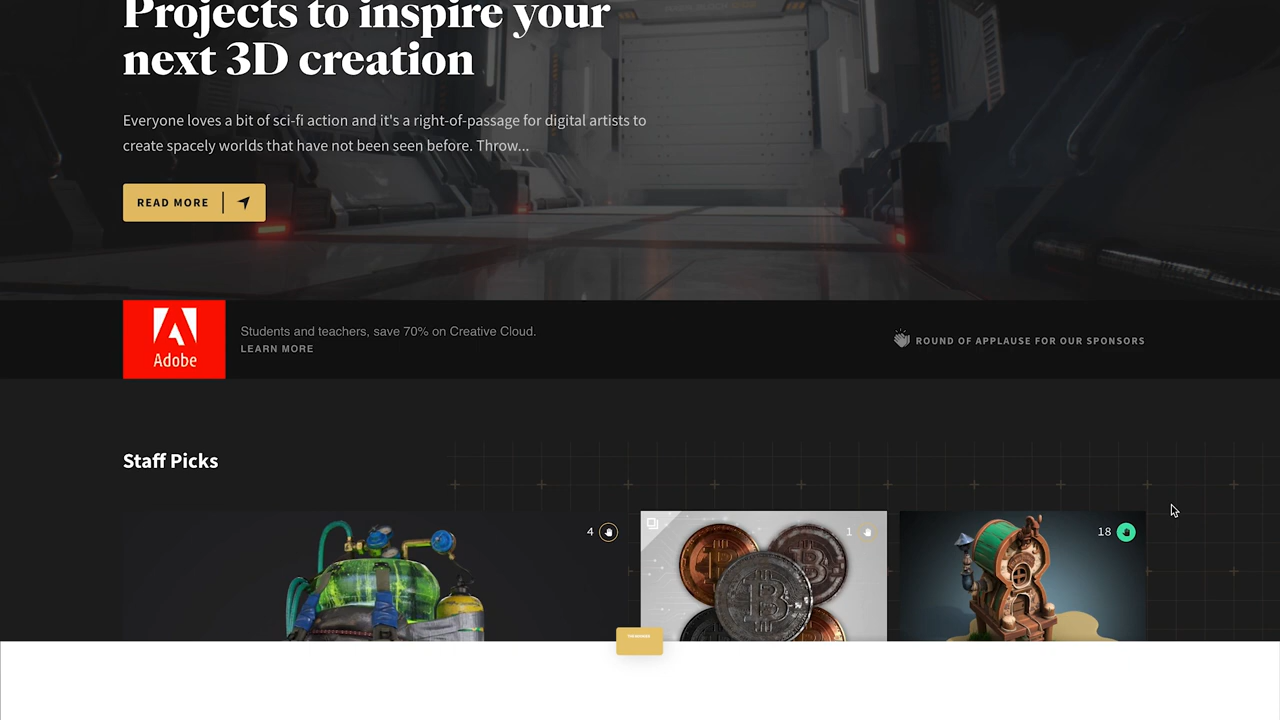 Projects to inspire your
next 3D creation
Everyone loves a bit of sci-fi action and it's a right-of-passage for digital artists to
create spacely worlds that have not been seen before. Throw...
READ MORE
Adobe
Students and teachers, save 70% on Creative Cloud.
LEARN MORE
ROUND OF APPLAUSE FOR OUR SPONSORS
Staff Picks
4
1
18